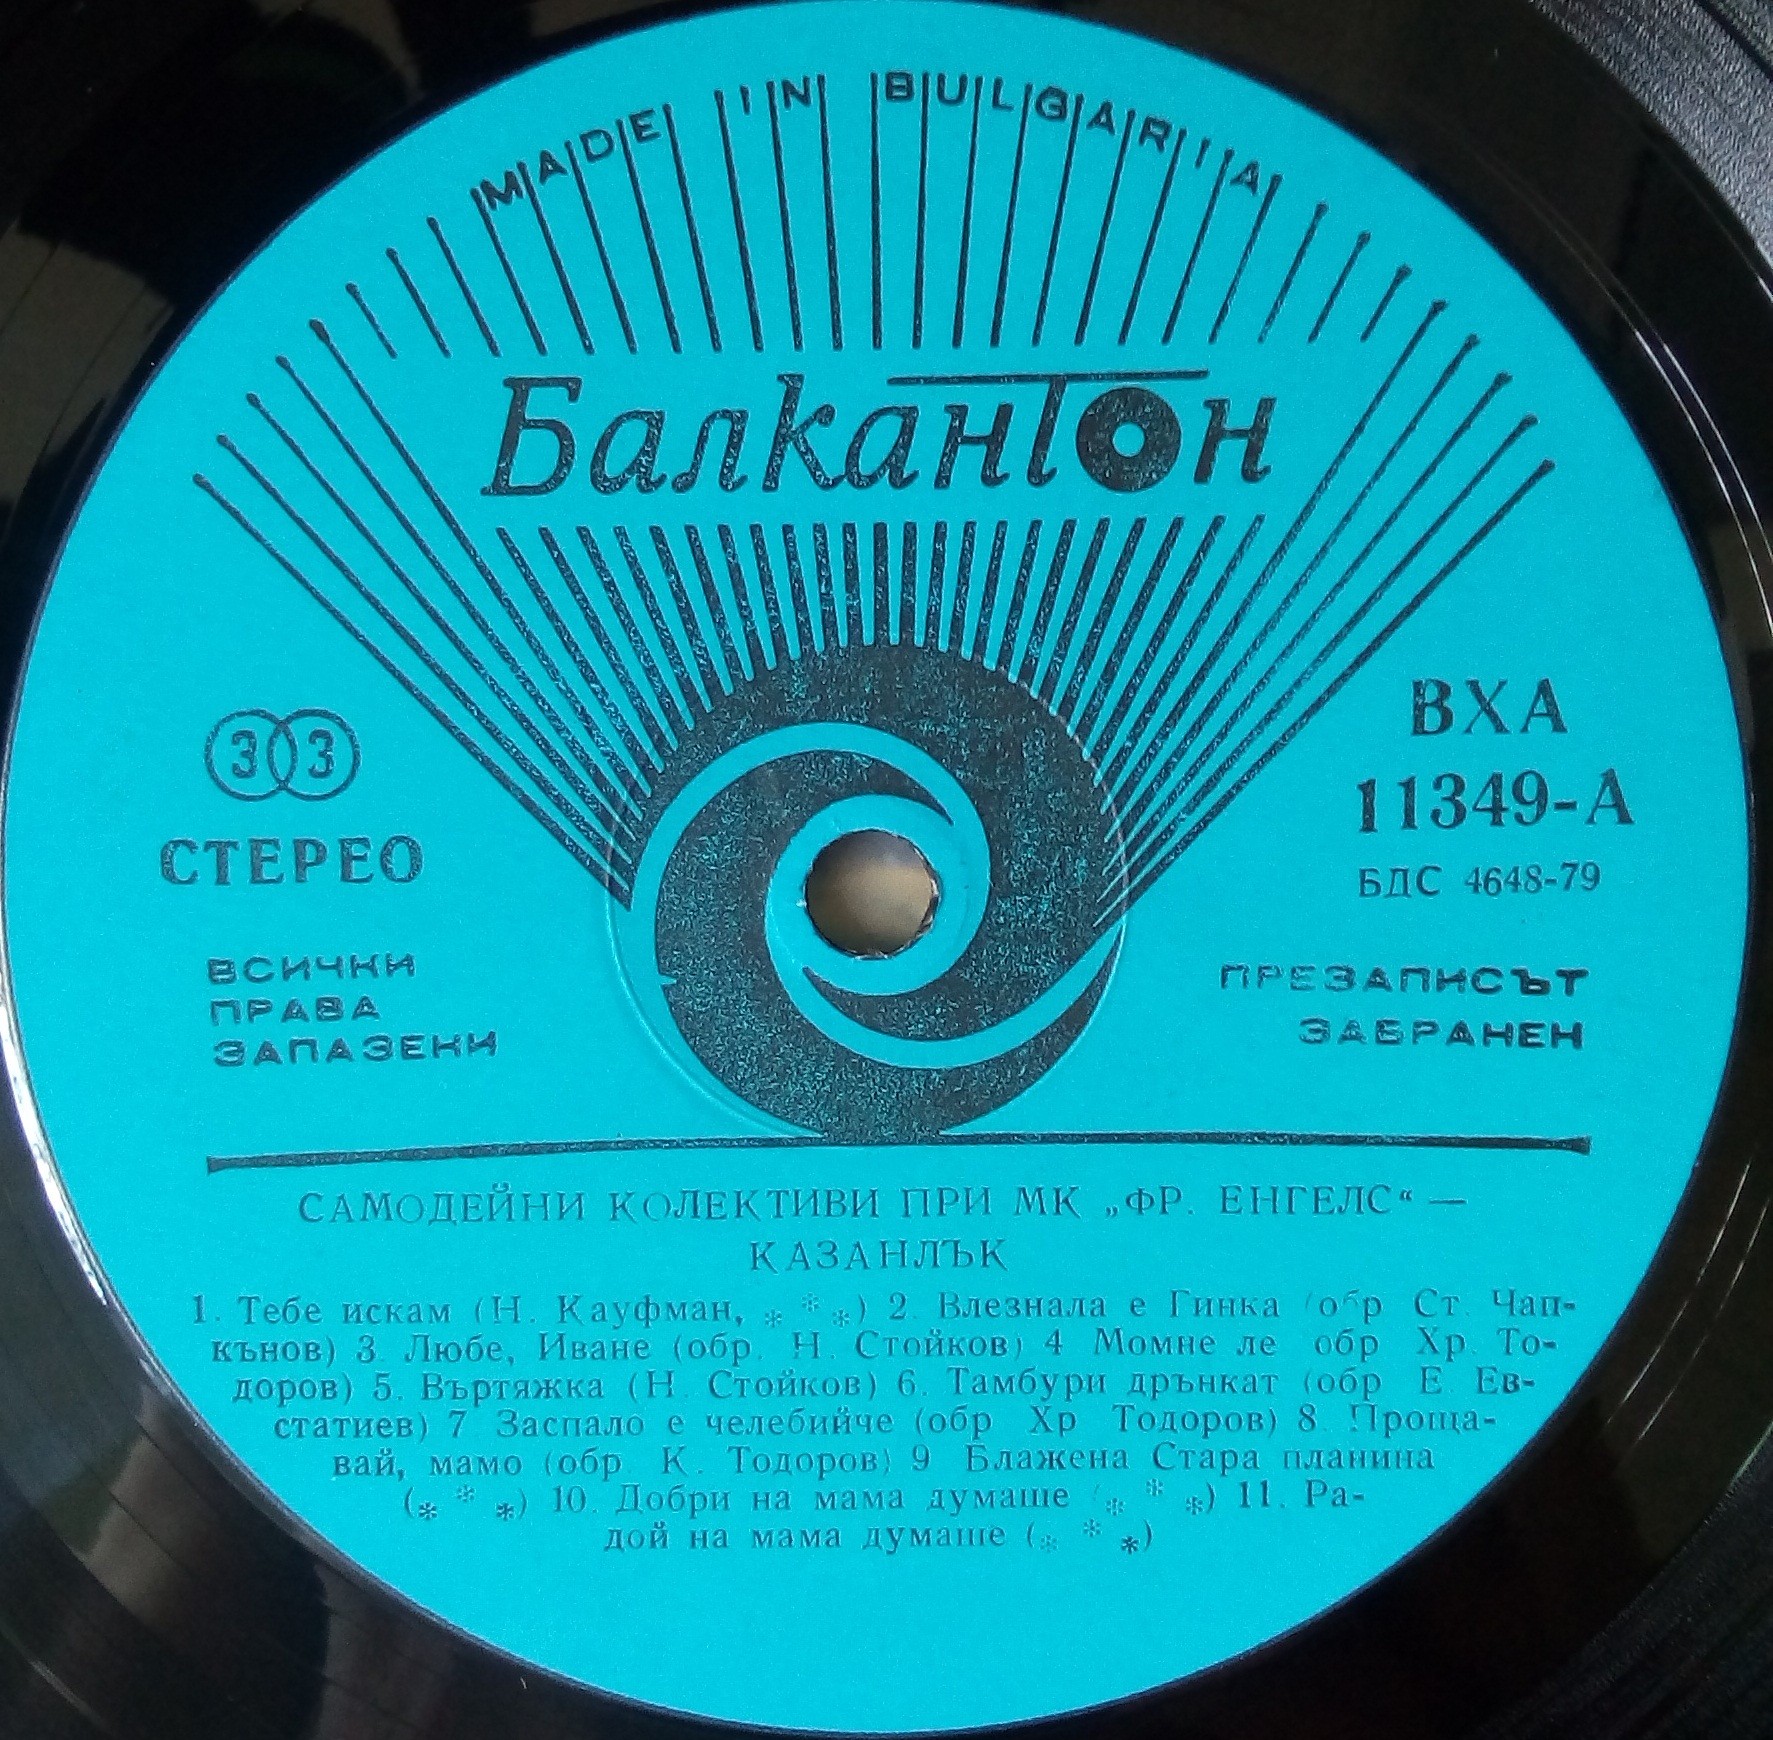 MADE IN BULGARIA
Балкантон
33
СТЕРЕО
ВХА
11349-А
БДС 4648-79
ВСИЧКИ
ПРАВА
ЗАПАЗЕНИ
ПРЕЗАПИСЪТ
ЗАБРАНЕН
САМОДЕЙНИ КОЛЕКТИВИ ПРИ МК „ФР. ЕНГЕЛС“ —
КАЗАНЛЪК
1. Тебе искам (Н. Кауфман, * * *) 2. Влезнала е Гинка (обр Ст. Чап-
кънов) 3. Любе, Иване (обр. Н. Стойков) 4 Момне ле обр Хр. То-
доров) 5. Въртяжка (Н. Стойков) 6. Тамбури дрънкат (обр Е. Ев-
статиев) 7 Заспало е челебийче (обр Хр Тодоров) 8. Проща-
вай, мамо (обр К. Тодоров) 9 Блажена Стара планина
(* * *) 10. Добри на мама думаше (* * *) 11. Ра-
дой на мама думаше (* * *)